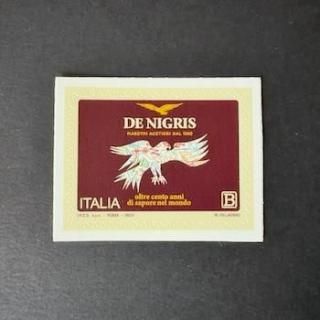 DE NIGRIS
MAESTRI ACETIERI DAL 1889
oltre cento anni
di sapore nel mondo
ITALIA
B